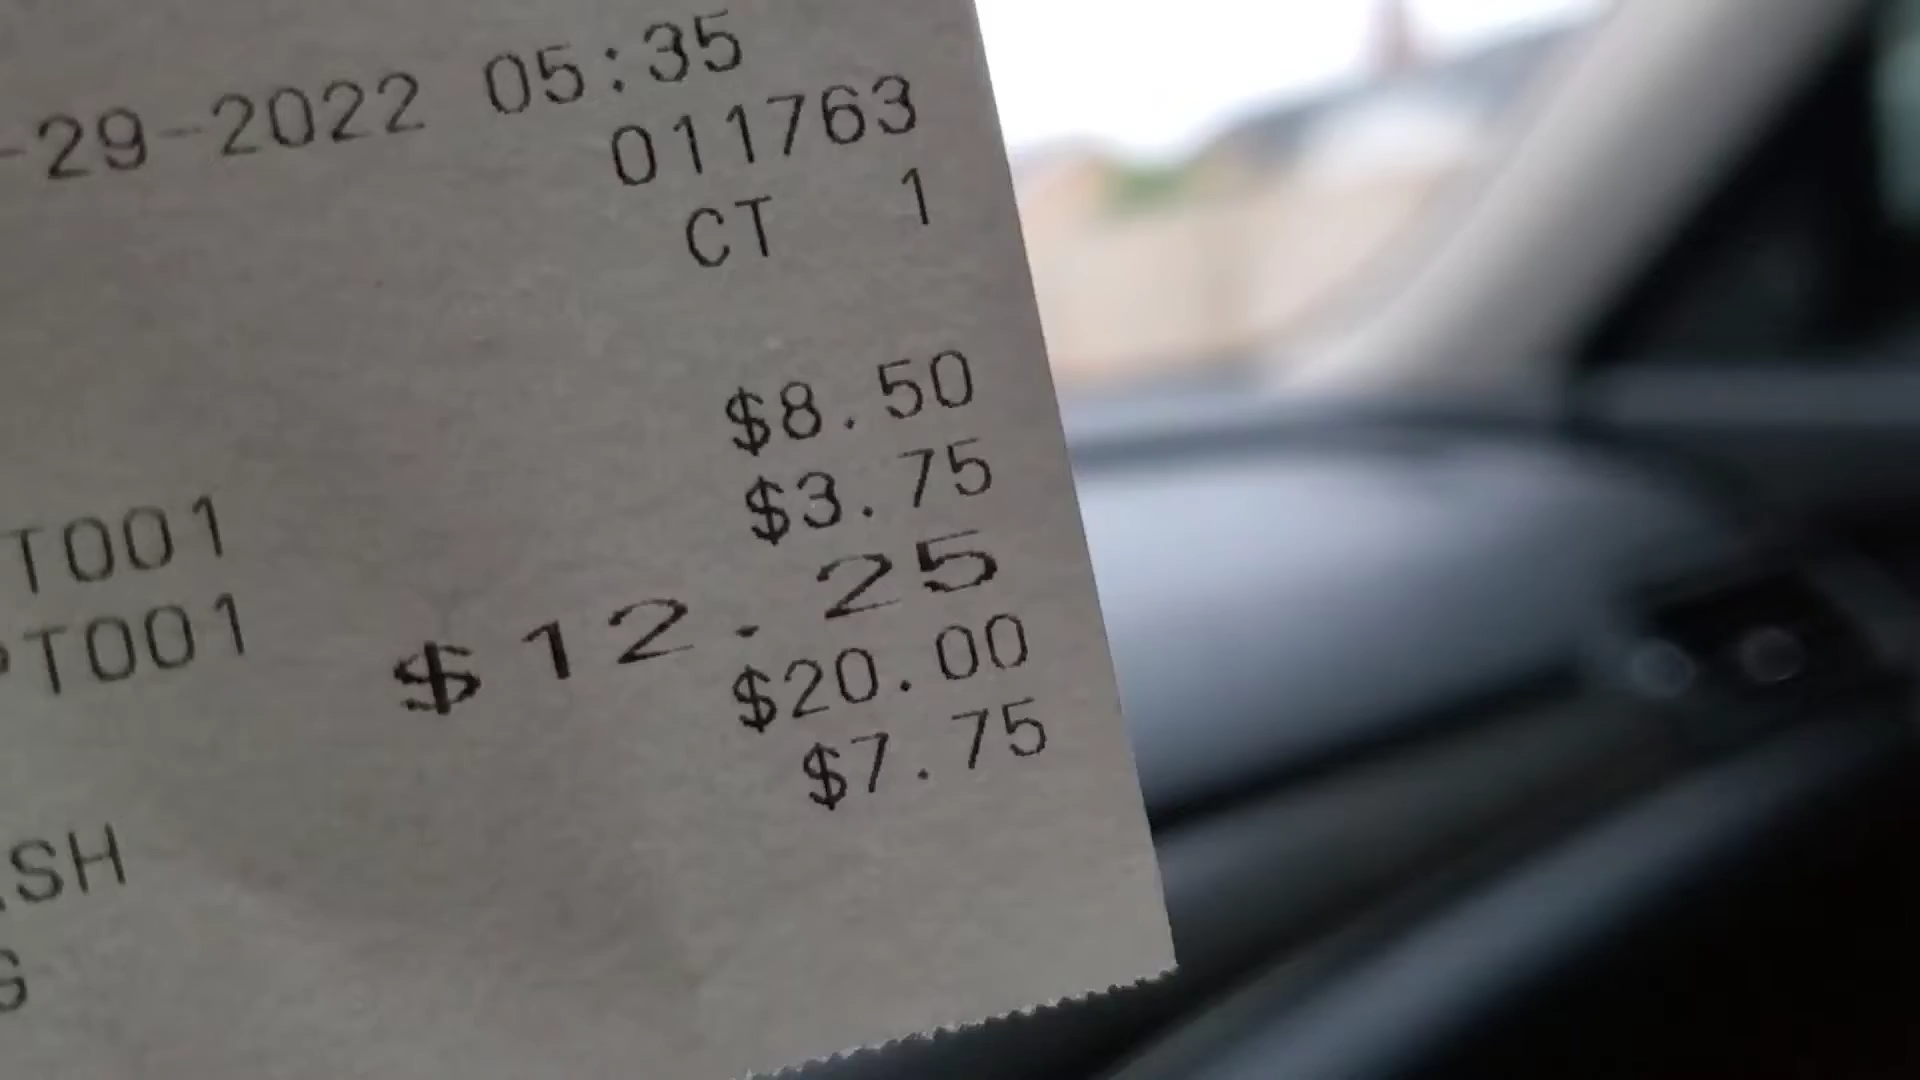 -29-2022 05:35
011763
CT 1
$8.50
T001 $3.75
T001 $12.25
$20.00
SH $7.75
G